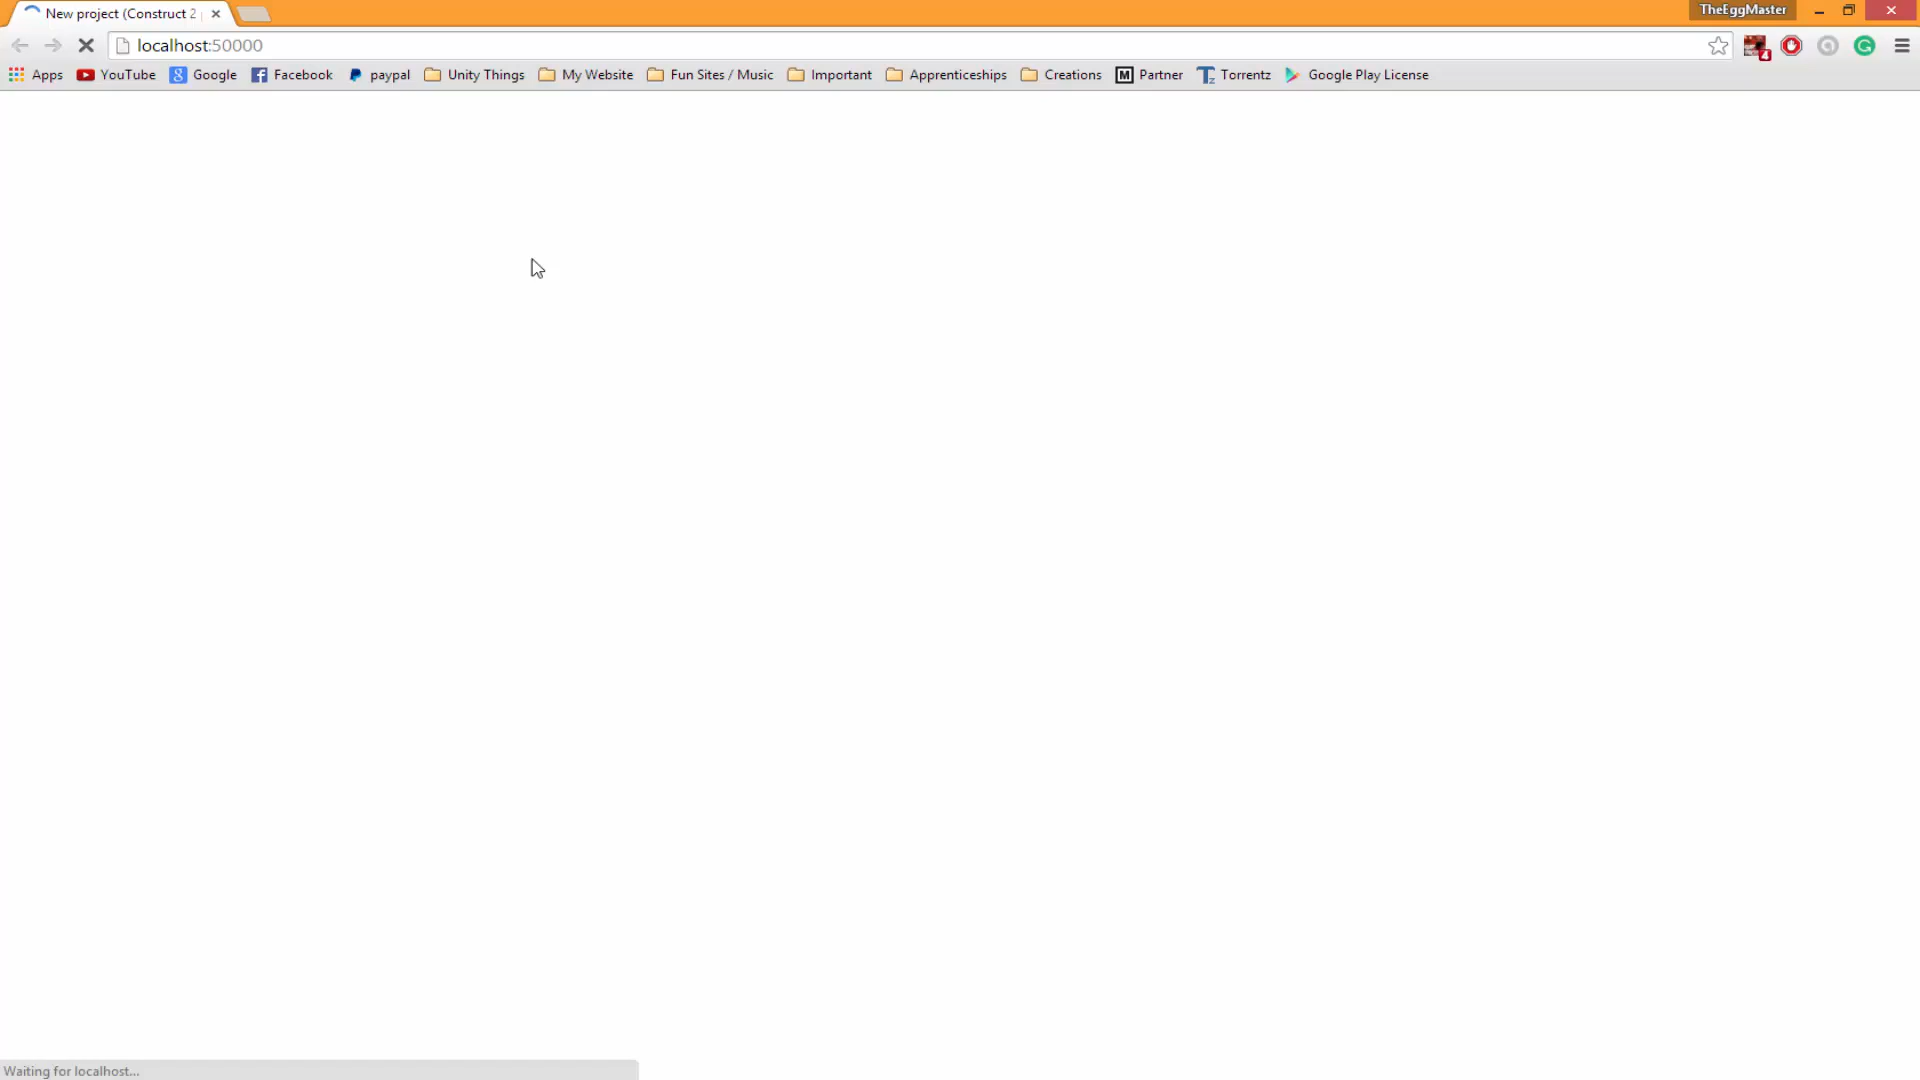 New project (Construct 2
TheEggMaster
localhost:50000
4
G
Apps YouTube Google Facebook paypal Unity Things My Website Fun Sites / Music Important Apprenticeships Creations Partner Torrentz Google Play License
Waiting for localhost...